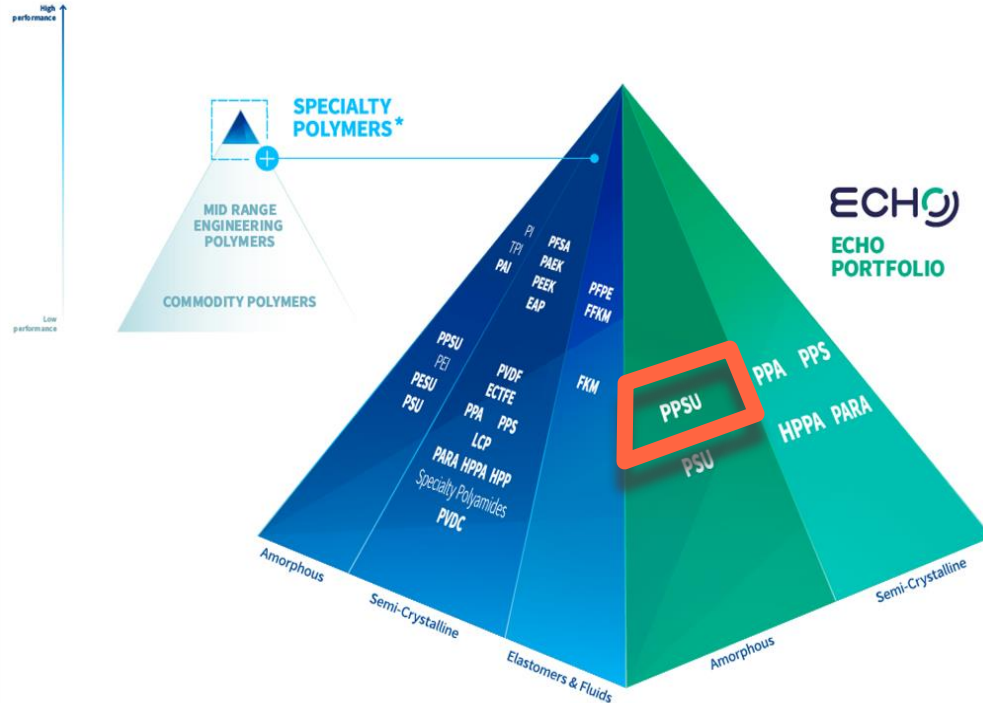 High
performance
SPECIALTY
POLYMERS*
MID RANGE
ENGINEERING
POLYMERS
COMMODITY POLYMERS
Low
performance
PI
TPI
PAI
PFSA
PAEK
PEEK
EAP
PFPE
FFKM
PPSU
PEI
PESU
PSU
PVDF
ECTFE
PPA PPS
LCP
PARA HPPA HPP
Specialty Polyamides
PVDC
FKM
ECHO
ECHO
PORTFOLIO
PPSU
PSU
PPA PPS
HPPA PARA
Amorphous
Semi-Crystalline
Elastomers & Fluids
Amorphous
Semi-Crystalline